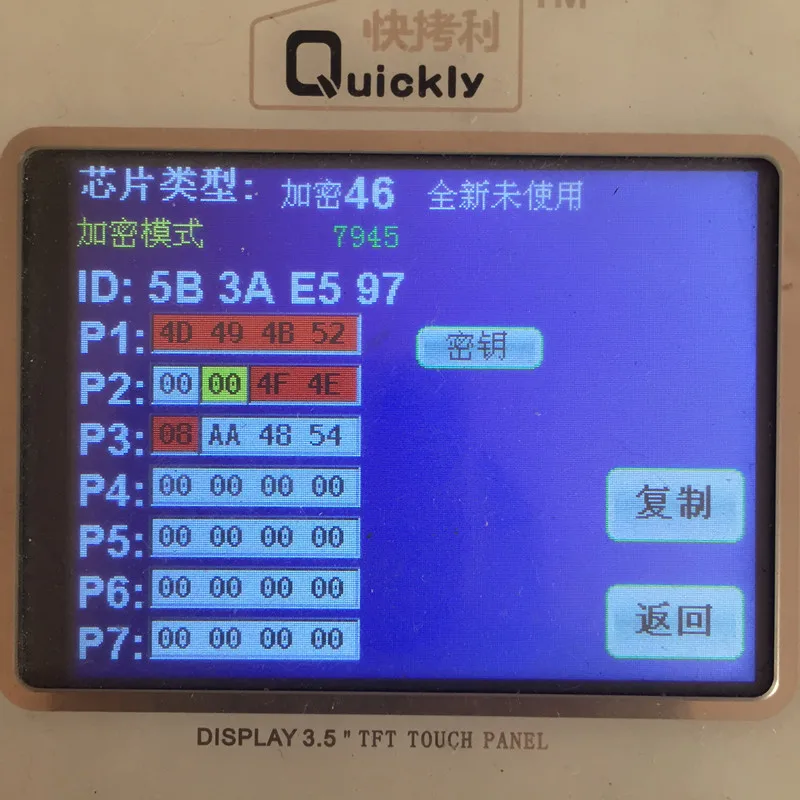 TM
快拷利
Quickly
芯片类型: 加密46 全新未使用
加密模式 7945
ID: 5B 3A E5 97
P1: 4D 49 4B 52 密钥
P2: 00 00 4F 4E
P3: 08 AA 48 54
P4: 00 00 00 00
复制
P5: 00 00 00 00
P6: 00 00 00 00
返回
P7: 00 00 00 00
DISPLAY 3.5" TFT TOUCH PANEL